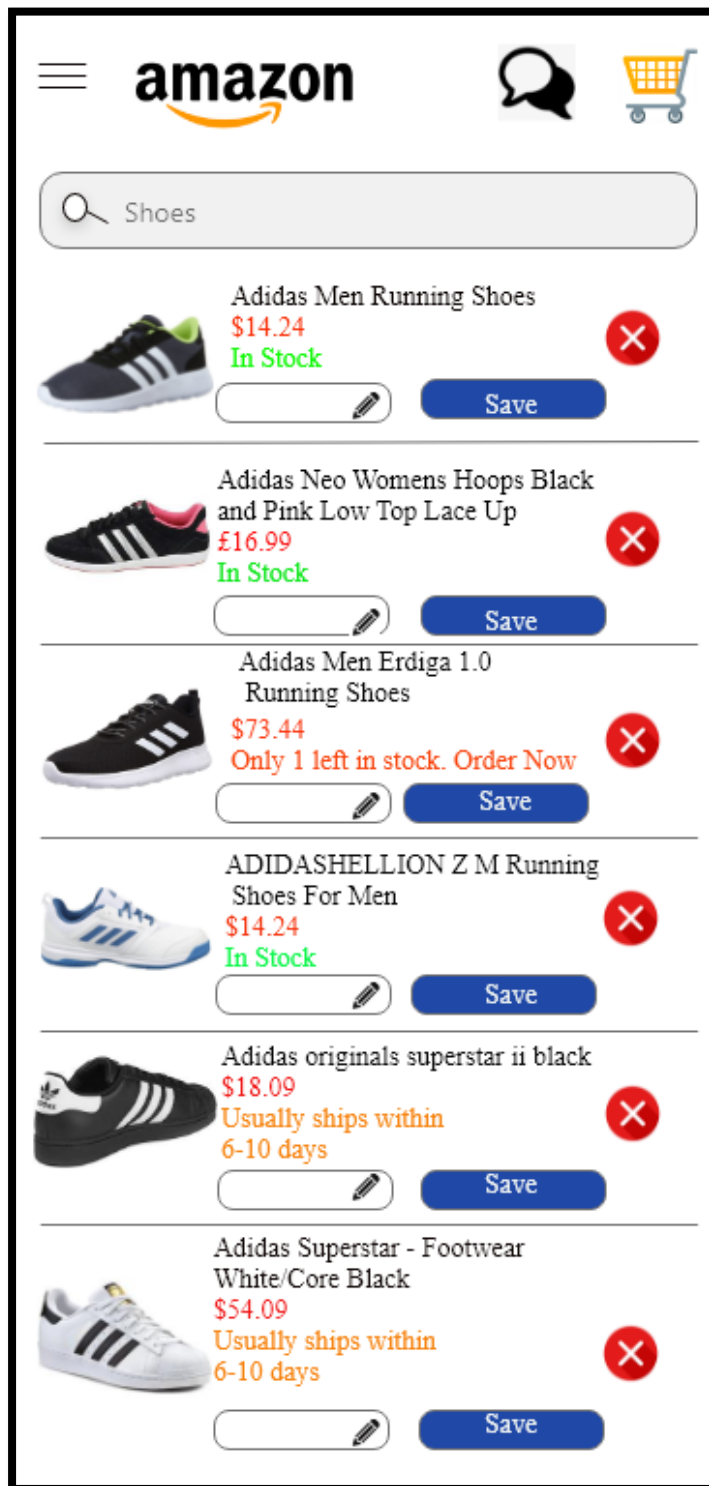 amazon
Shoes
Adidas Men Running Shoes
$14.24
In Stock
Save
Adidas Neo Womens Hoops Black
and Pink Low Top Lace Up
£16.99
In Stock
Save
Adidas Men Erdiga 1.0
Running Shoes
$73.44
Only 1 left in stock. Order Now
Save
ADIDASHELLION Z M Running
Shoes For Men
$14.24
In Stock
Save
Adidas originals superstar ii black
$18.09
Usually ships within
6-10 days
Save
Adidas Superstar - Footwear
White/Core Black
$54.09
Usually ships within
6-10 days
Save